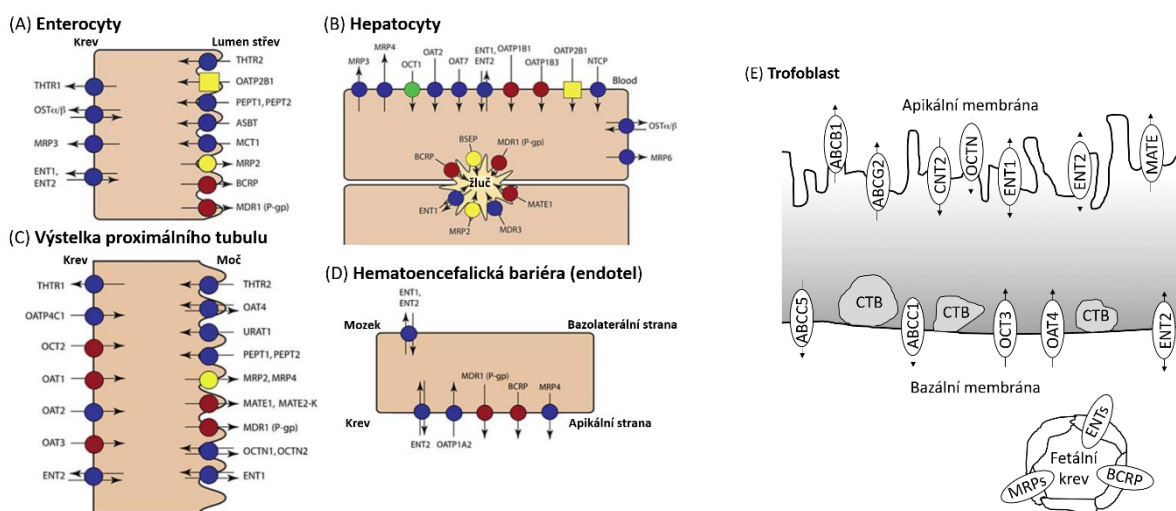 (A) Enterocyty
Krev
Lumen střev
THTR2
OATP2B1
THTR1
PEPT1, PEPT2
OSTα/β
ASBT
MRP3
MCT1
MRP2
ENT1,
ENT2
BCRP
MDR1 (P-gp)
(B) Hepatocyty
MRP3
MRP4
OCT1
OAT2
OAT7
ENT1,
ENT2
OATP1B1
OATP1B3
OATP2B1
NTCP
Blood
OSTα/β
MRP6
BSEP
MDR1 (P-gp)
BCRP
žluč
MATE1
ENT1
MRP2
MDR3
(C) Výstelka proximálního tubulu
Krev
Moč
THTR1
THTR2
OATP4C1
OAT4
URAT1
OCT2
PEPT1, PEPT2
OAT1
MRP2, MRP4
OAT2
MATE1, MATE2-K
MDR1 (P-gp)
OAT3
OCTN1, OCTN2
ENT2
ENT1
(D) Hematoencefalická bariéra (endotel)
ENT1,
ENT2
Mozek
Bazolaterální strana
MDR1 (P-gp)
BCRP
MRP4
Krev
Apikální strana
ENT2
OATP1A2
(E) Trofoblast
Apikální membrána
ABCB1
ABCG2
CNT2
OCTN
ENT1
ENT2
MATE
CTB
CTB
CTB
ABCC5
ABCC1
OCT3
OAT4
ENT2
Bazální membrána
ENTs
Fetální
krev
MRPs
BCRP